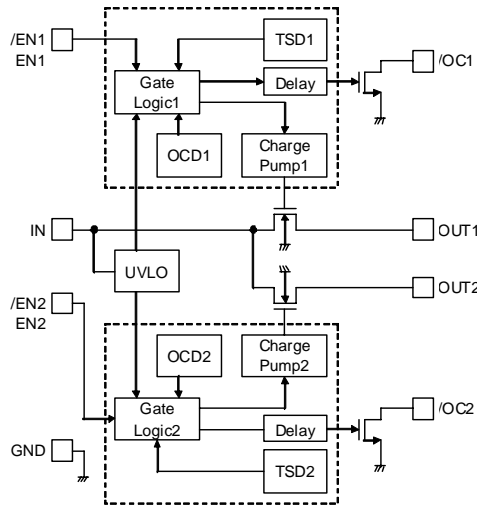 /EN1
EN1
TSD1
/OC1
Gate
Logic1
Delay
OCD1
Charge
Pump1
IN
OUT1
UVLO
OUT2
/EN2
EN2
OCD2
Charge
Pump2
/OC2
Gate
Logic2
Delay
GND
TSD2